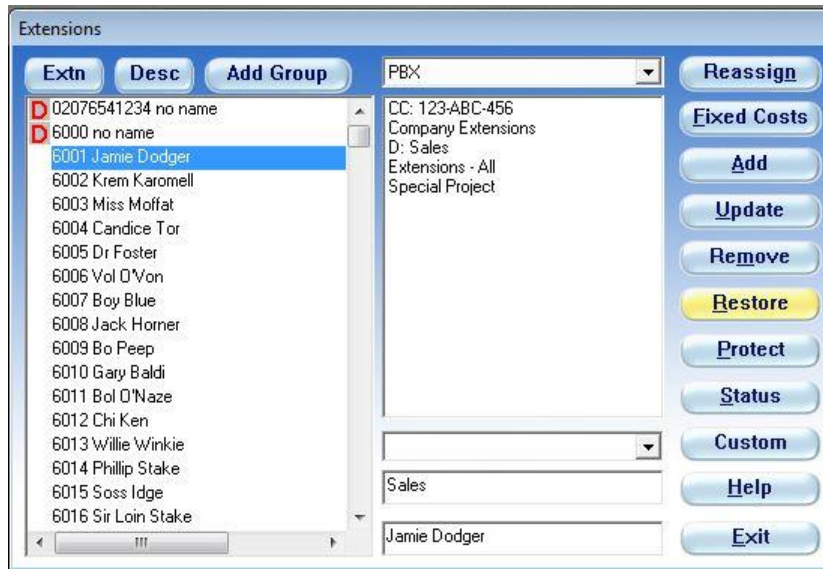 Extensions
Extn Desc Add Group
D 02076541234 no name
D 6000 no name
6001 Jamie Dodger
6002 Krem Karomell
6003 Miss Moffat
6004 Candice Tor
6005 Dr Foster
6006 Vol O'Von
6007 Boy Blue
6008 Jack Horner
6009 Bo Peep
6010 Gary Baldi
6011 Bol O'Naze
6012 Chi Ken
6013 Willie Winkie
6014 Phillip Stake
6015 Soss Idge
6016 Sir Loin Stake
PBX
CC: 123-ABC-456
Company Extensions
D: Sales
Extensions - All
Special Project
Sales
Jamie Dodger
Reassign
Fixed Costs
Add
Update
Remove
Restore
Protect
Status
Custom
Help
Exit